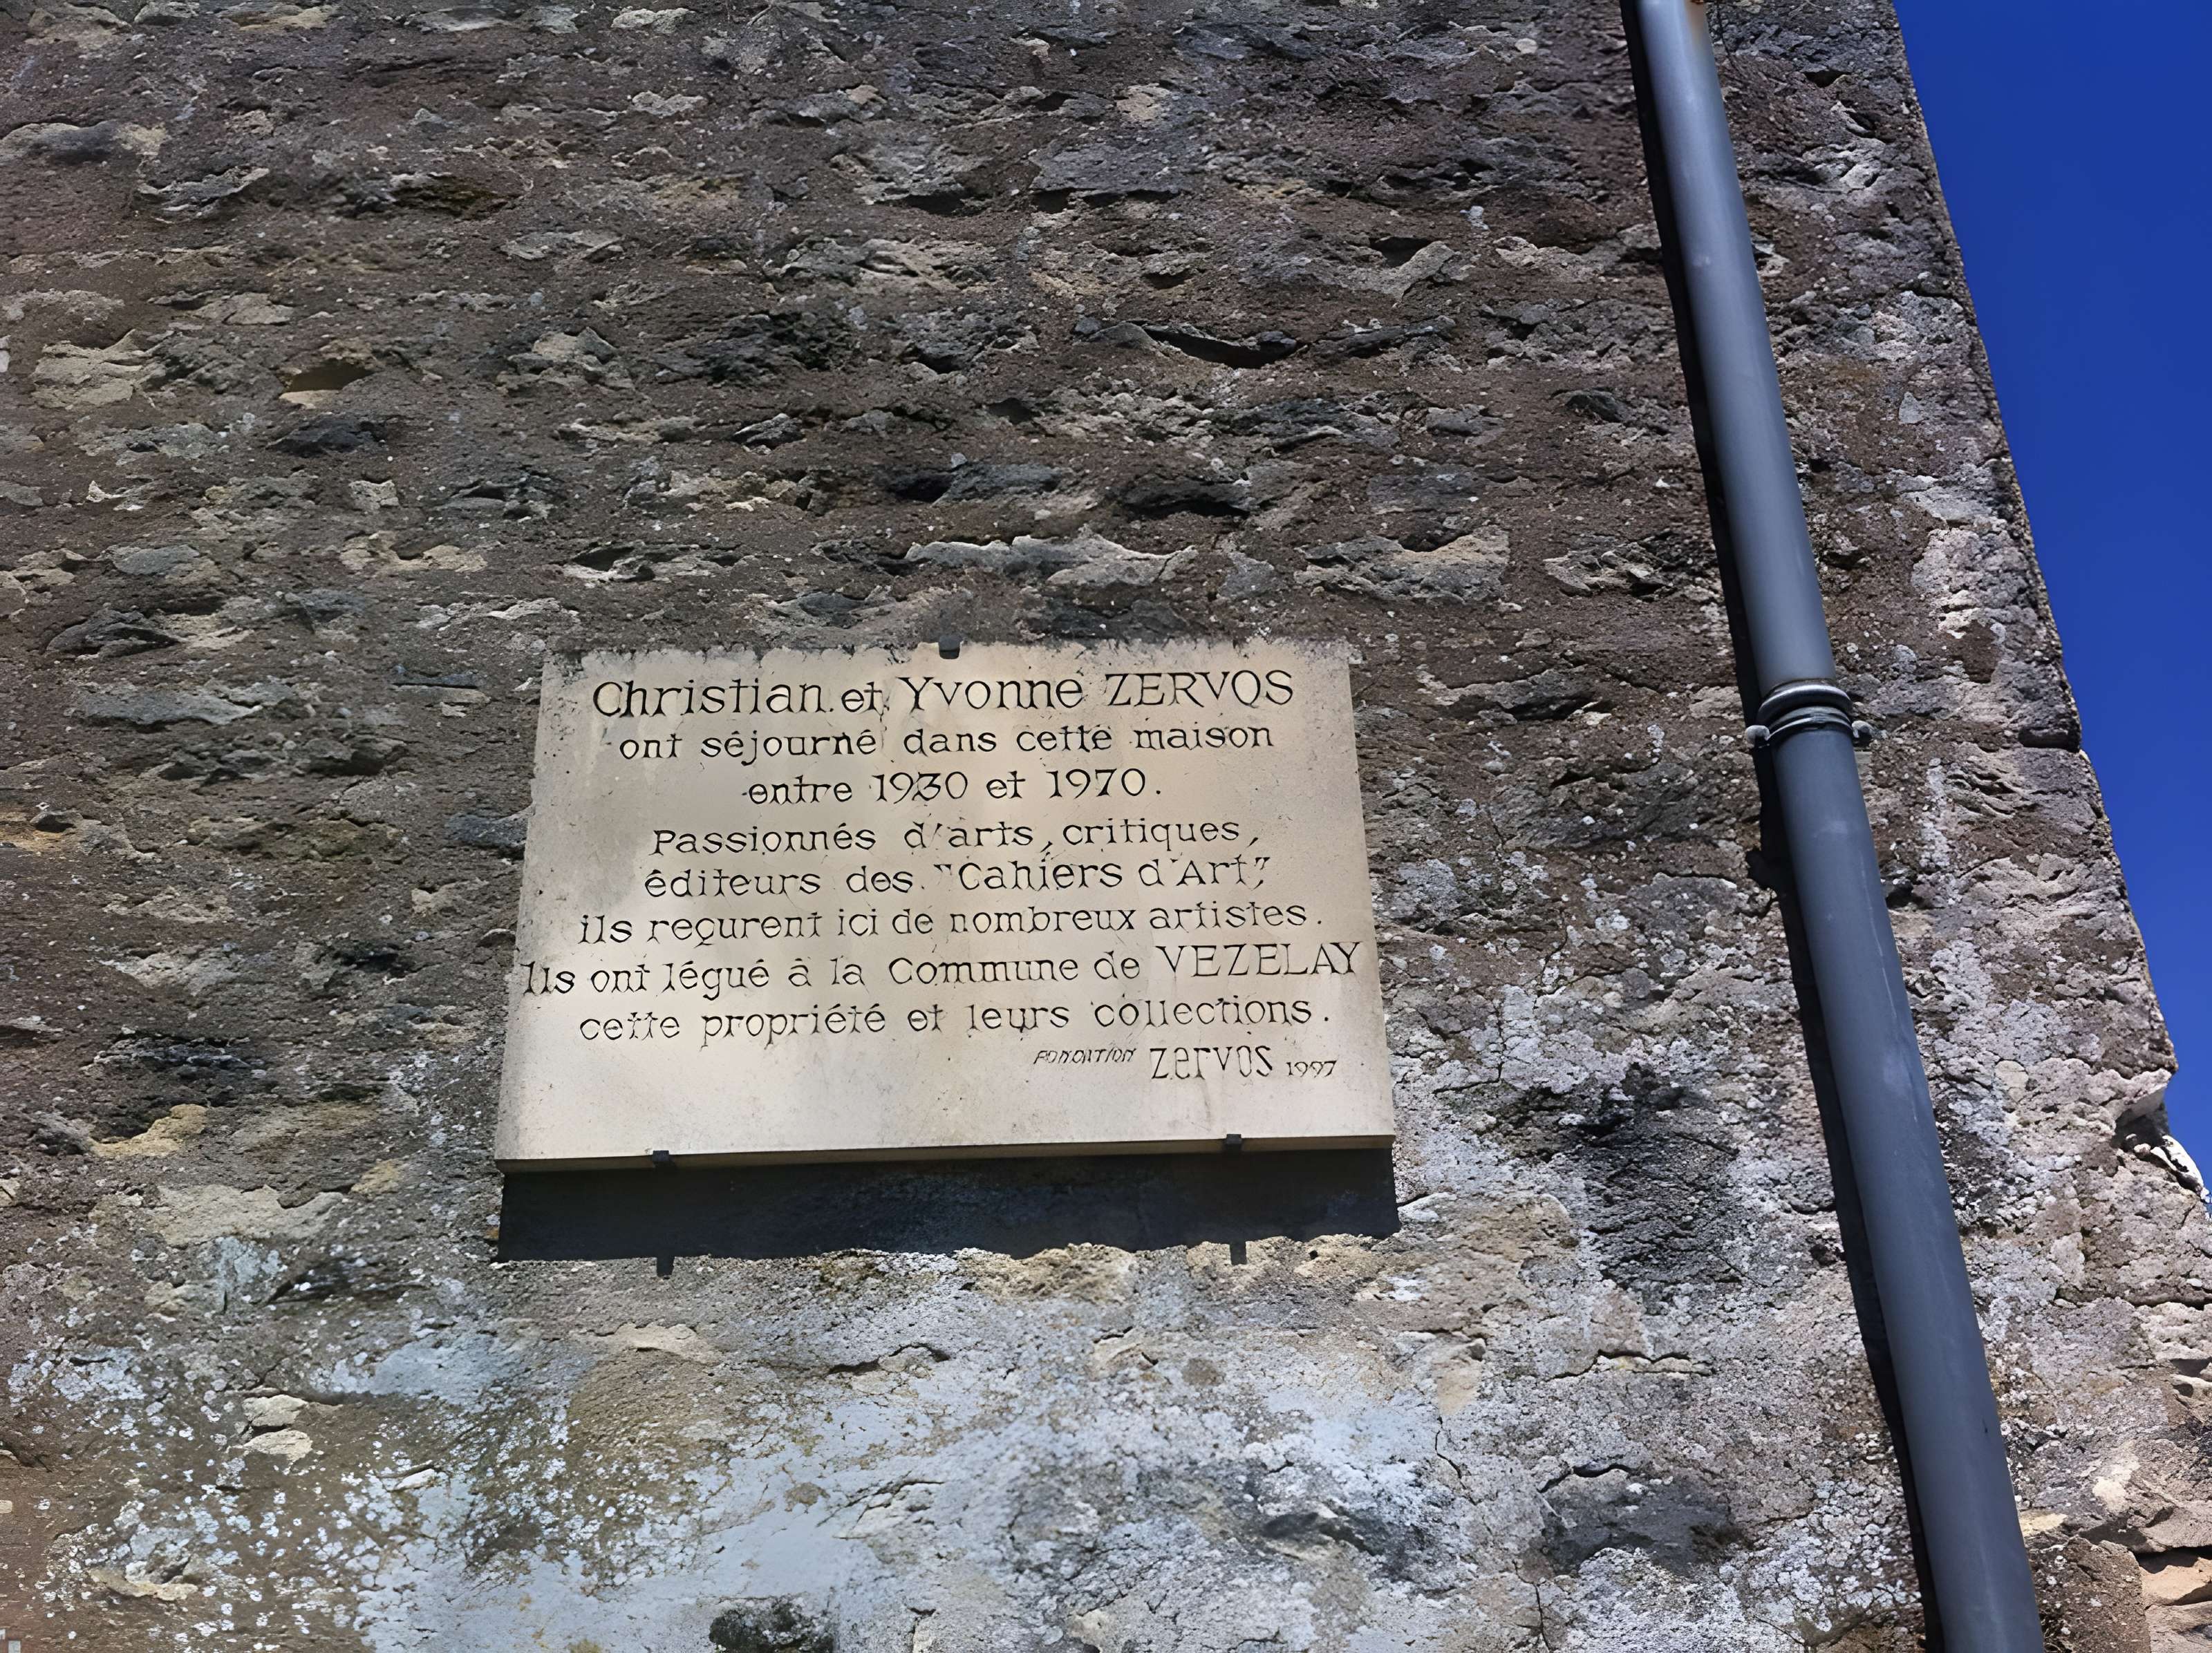 Christian et Yvonne ZERVOS
ont séjourné dans cette maison
entre 1930 et 1970.
Passionnés d'arts, critiques,
éditeurs des "Cahiers d'Art,"
ils reçurent ici de nombreux artistes.
Ils ont légué à la Commune de VEZELAY
cette propriété et leurs collections.
FONDATION Zervos 1997